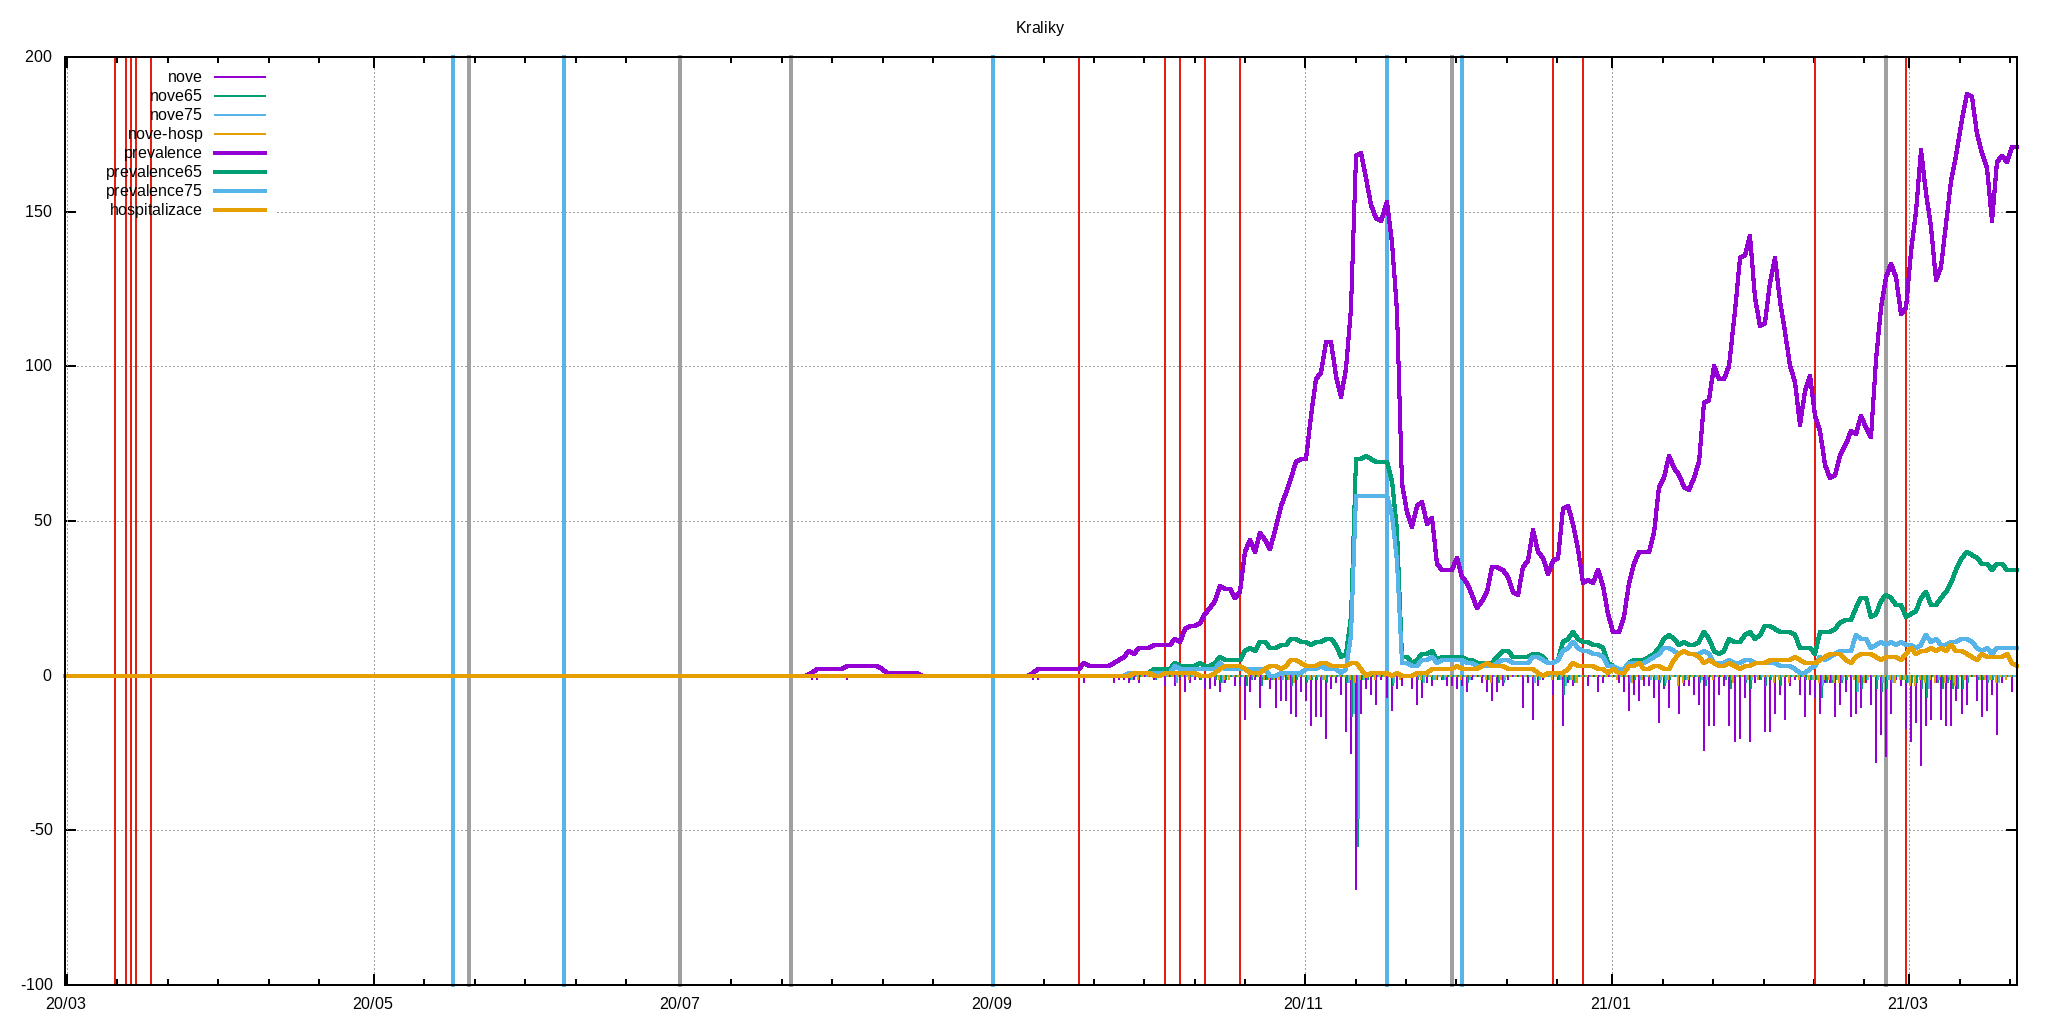 Kraliky
200
nove
nove65
nove75
nove-hosp
prevalence
prevalence65
prevalence75
hospitalizace
150
100
50
0
-50
-100
20/03 20/05 20/07 20/09 20/11 21/01 21/03